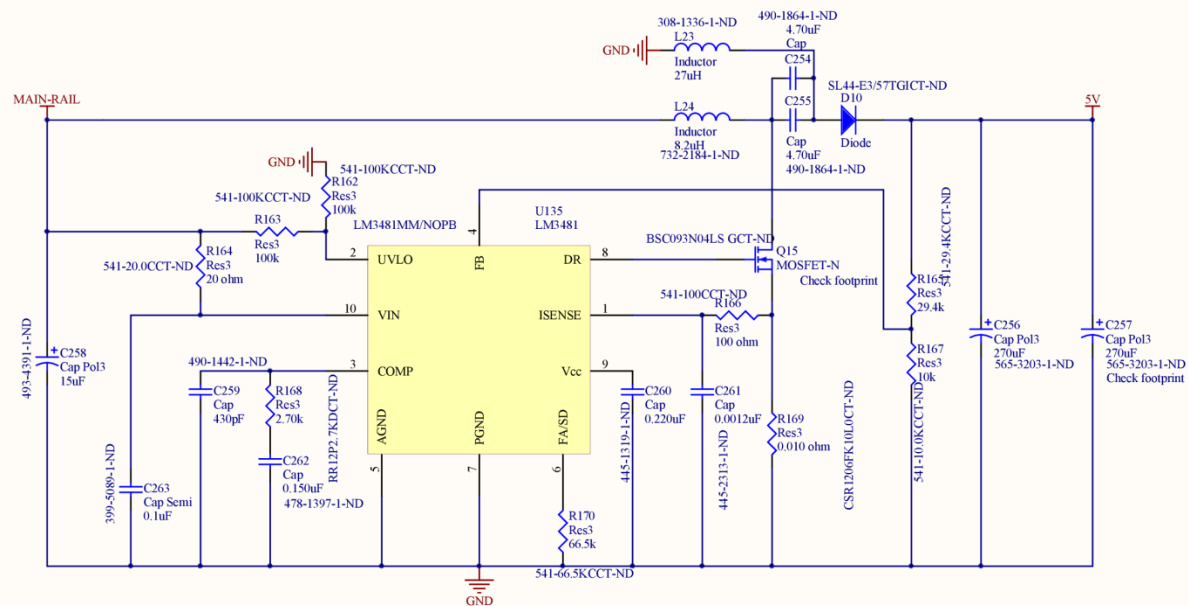 308-1336-1-ND
L23
Inductor
27uH
GND
490-1864-1-ND
4.70uF
Cap
C254
MAIN-RAIL
L24
Inductor
8.2uH
732-2184-1-ND
C255
Cap
4.70uF
490-1864-1-ND
SL44-E3/57TGICT-ND
D10
Diode
5V
GND
541-100KCCT-ND
R162
Res3
100k
541-100KCCT-ND
R163
Res3
100k
R164
Res3
20 ohm
541-20.0CCT-ND
LM3481MM/NOPB
U135
LM3481
4
FB
2
UVLO
DR
8
10
VIN
ISENSE
1
3
COMP
Vcc
9
AGND
PGND
FA/SD
5
7
6
BSC093N04LS GCT-ND
Q15
MOSFET-N
Check footprint
541-100CCT-ND
R166
Res3
100 ohm
541-29.4KCCT-ND
R165
Res3
29.4k
R167
Res3
10k
541-10.0KCCT-ND
C256
Cap Pol3
270uF
565-3203-1-ND
C257
Cap Pol3
270uF
565-3203-1-ND
Check footprint
493-4391-1-ND
C258
Cap Pol3
15uF
490-1442-1-ND
C259
Cap
430pF
R168
Res3
2.70k
RR12P2.7KDCT-ND
C262
Cap
0.150uF
478-1397-1-ND
399-5089-1-ND
C263
Cap Semi
0.1uF
C260
Cap
0.220uF
445-1319-1-ND
C261
Cap
0.0012uF
445-2313-1-ND
R169
Res3
0.010 ohm
CSR1206FK10L0CT-ND
R170
Res3
66.5k
541-66.5KCCT-ND
GND